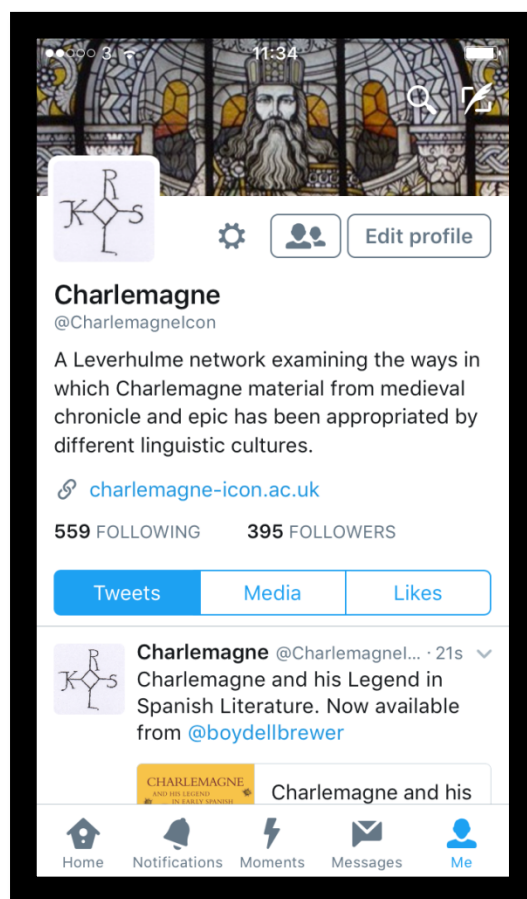 3 11:34
R
K S
L
Edit profile
Charlemagne
@CharlemagneIcon
A Leverhulme network examining the ways in
which Charlemagne material from medieval
chronicle and epic has been appropriated by
different linguistic cultures.
charlemagne-icon.ac.uk
559 FOLLOWING 395 FOLLOWERS
Tweets Media Likes
Charlemagne @Charlemagnel... · 21s
R
K S
L
Charlemagne and his Legend in
Spanish Literature. Now available
from @boydellbrewer
CHARLEMAGNE
AND HIS LEGEND
IN EARLY SPANISH
Charlemagne and his
Home Notifications Moments Messages Me